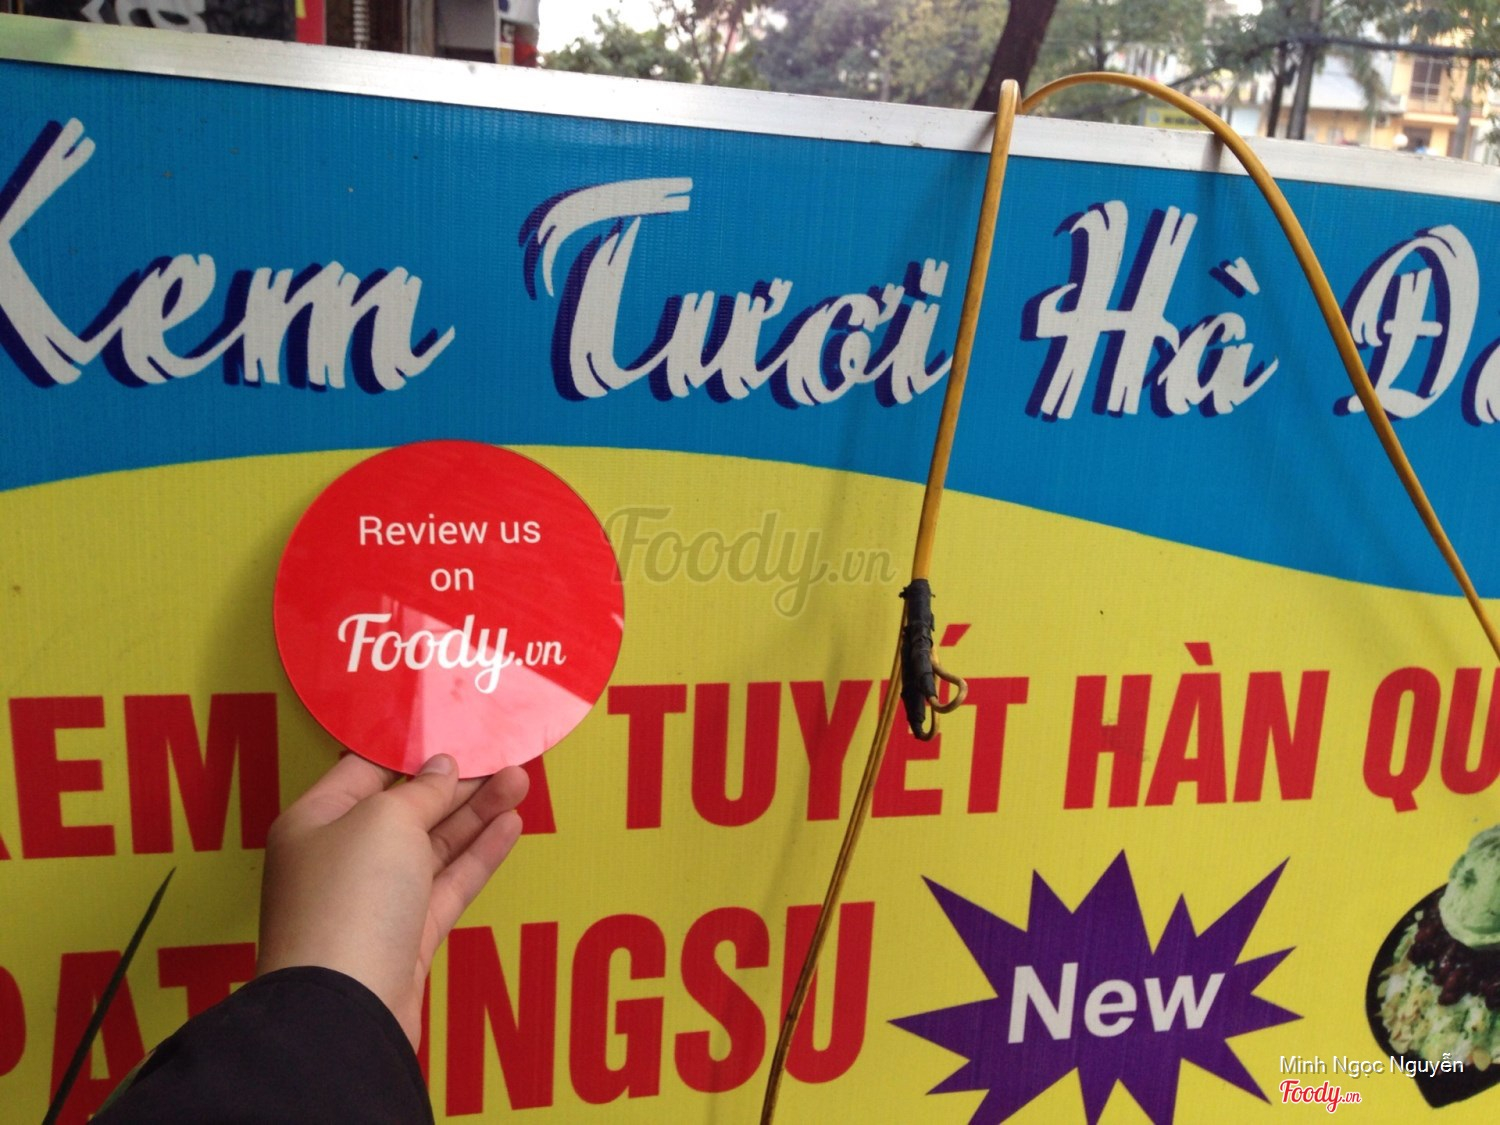 Kem Tươi Hà
Review us
on
Foody.vn
Foody.vn
TUYẾT HÀN
NGSU
New
Minh Ngọc Nguyễn
Foody.vn